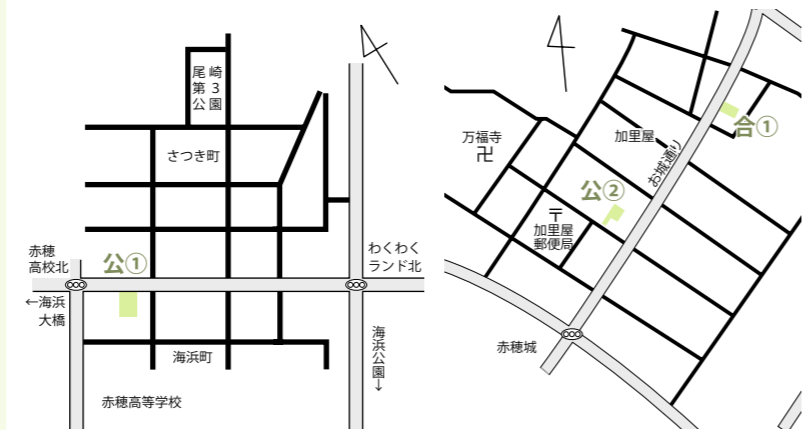 尾崎
第3
公園
さつき町
赤穂
高校北
公①
わくわく
ランド北
←海浜
大橋
海浜町
海浜公園→
赤穂高等学校
加里屋
合①
万福寺
卍
お城通り
公②
〒
加里屋
郵便局
赤穂城